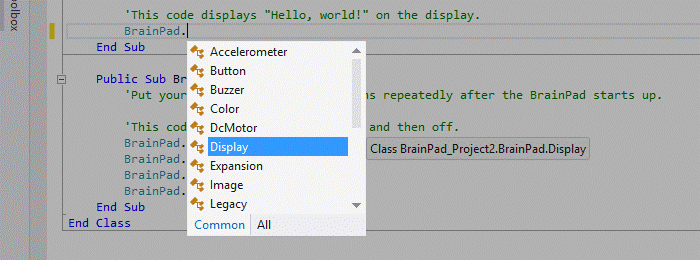 olbox
'This code displays "Hello, world!" on the display.
BrainPad.
End Sub
Accelerometer
Button
Buzzer
Color
DcMotor
Display
Expansion
Image
Legacy
Common
All
Class BrainPad_Project2.BrainPad.Display
Public Sub Br
'Put your ns repeatedly after the BrainPad starts up.
'This cod and then off.
BrainPad.
BrainPad.
BrainPad.
BrainPad.
End Sub
End Class